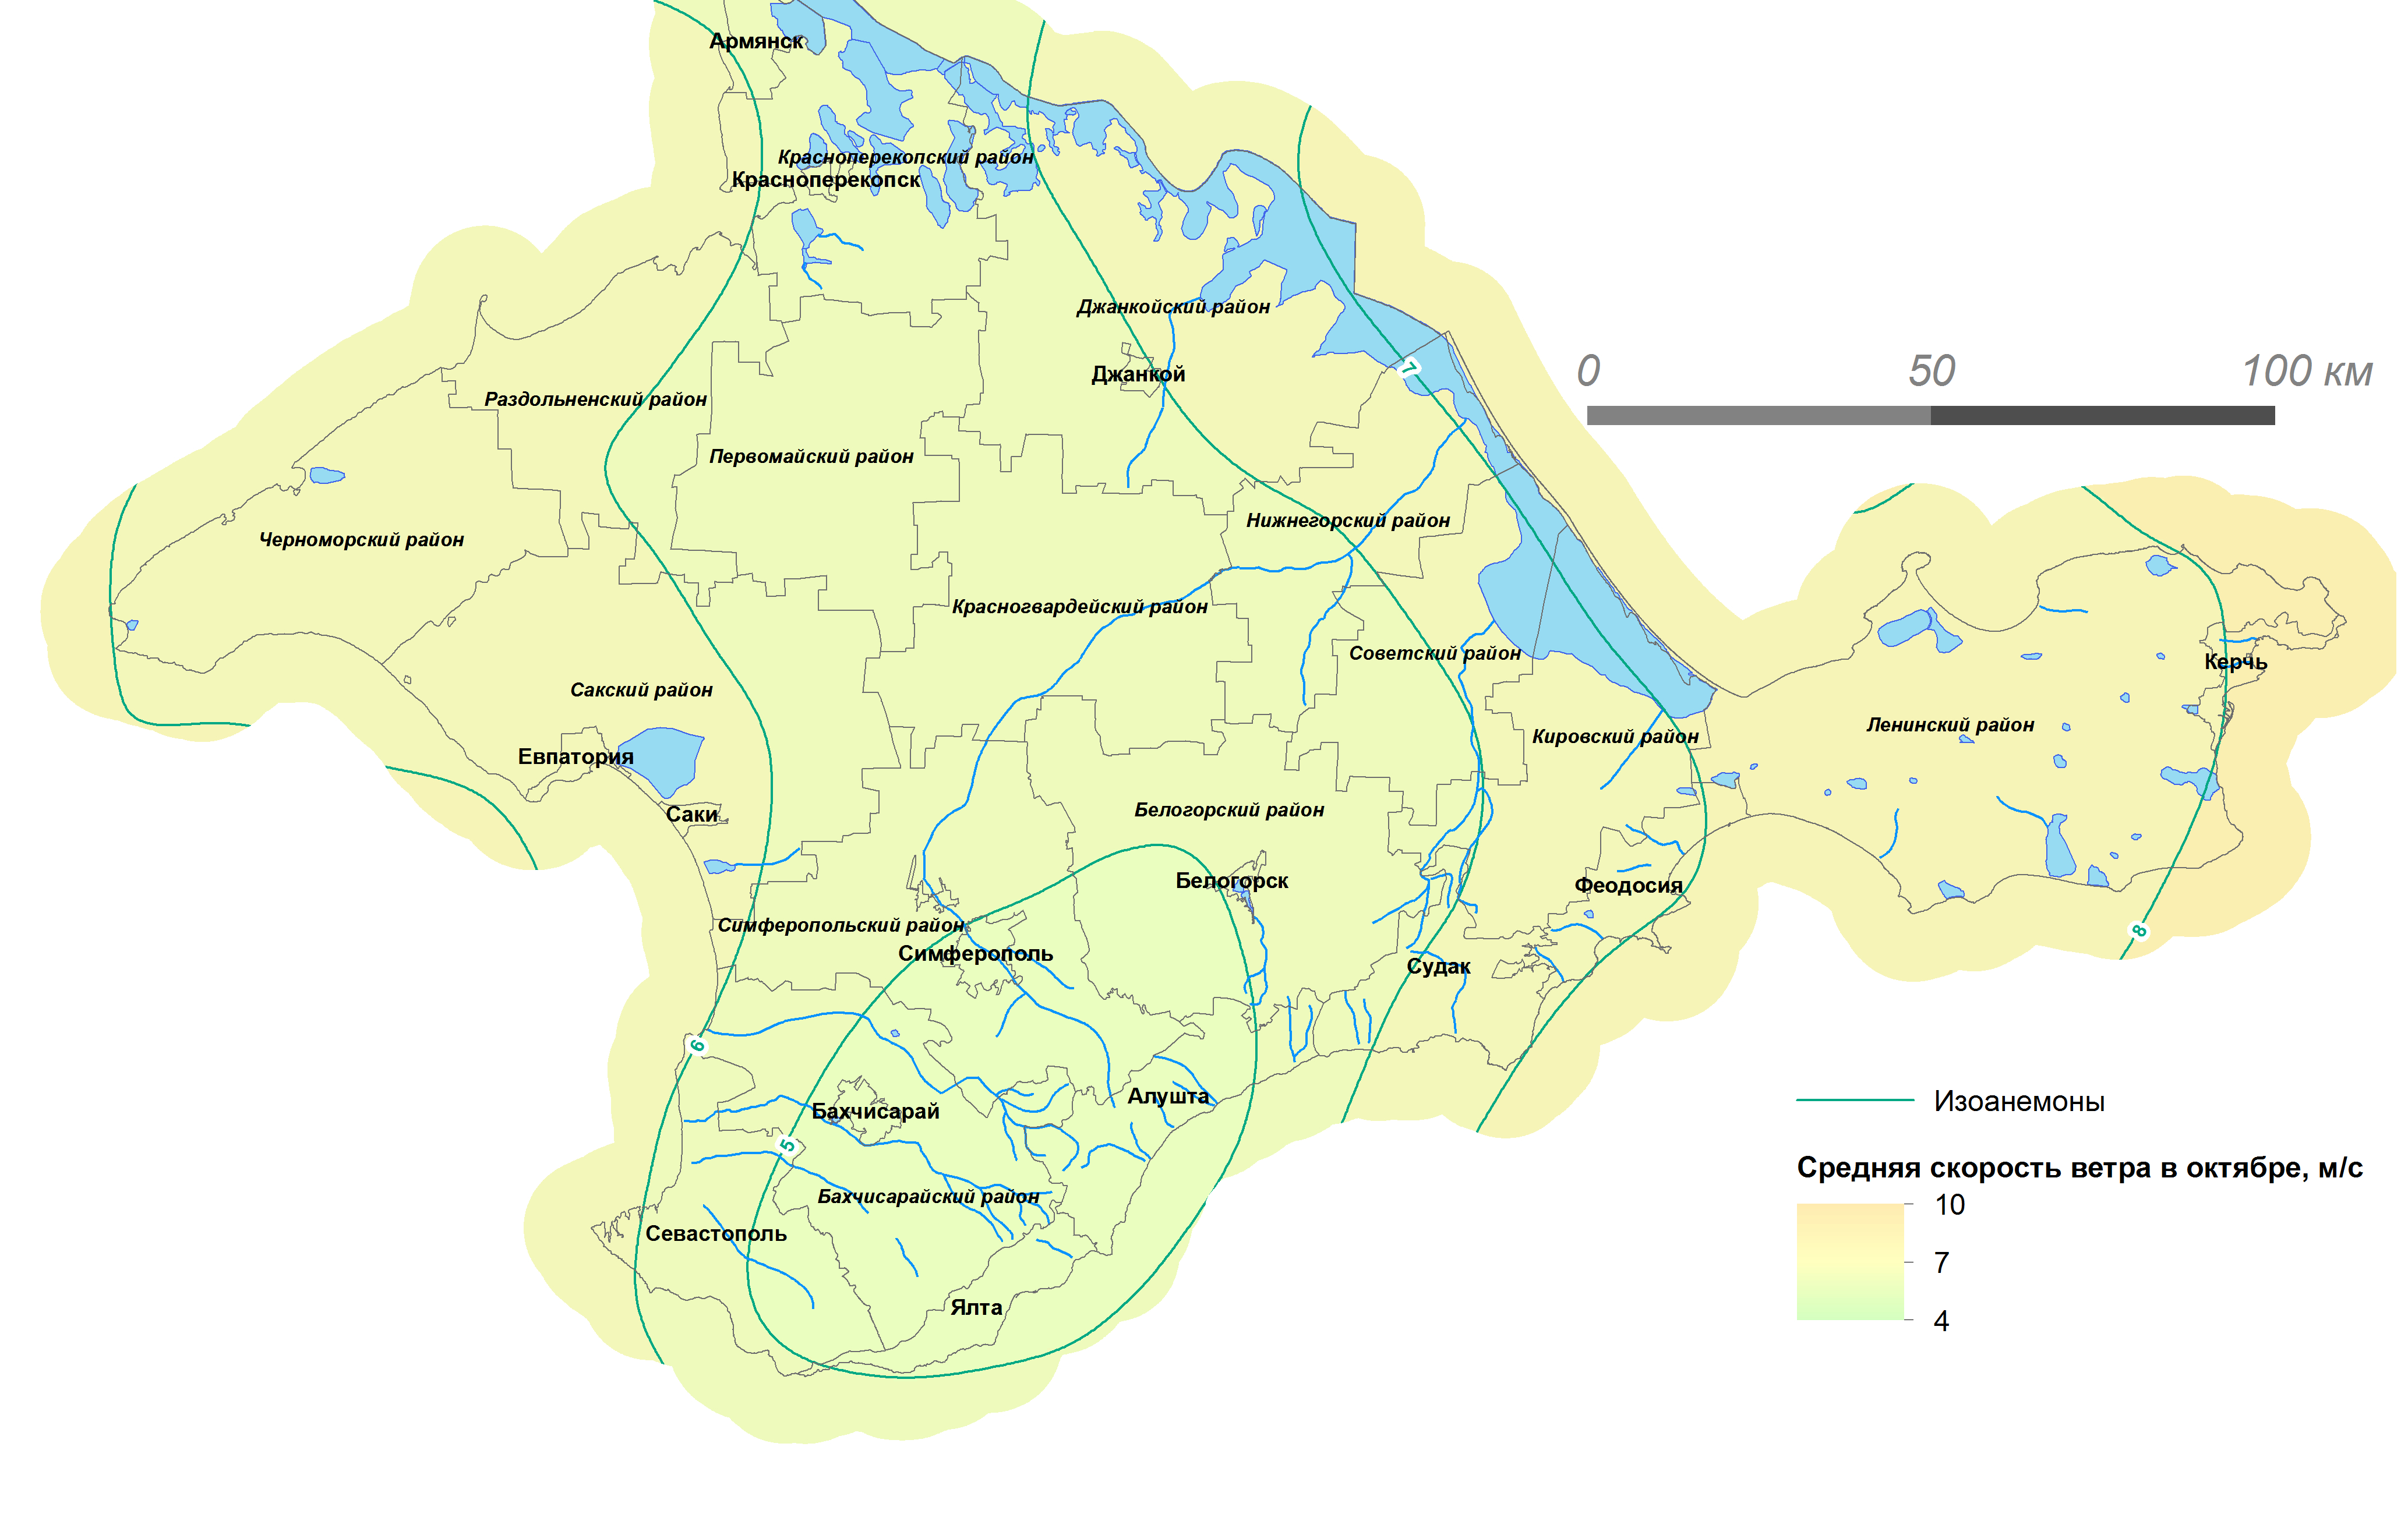 Армянск
Красноперекопский район
Красноперекопск
Джанкойский район
0
50
100 км
7
Джанкой
Раздольненский район
Первомайский район
Нижнегорский район
Черноморский район
Красногвардейский район
Советский район
Керчь
Сакский район
Ленинский район
Кировский район
Евпатория
Саки
Белогорский район
Белогорск
Феодосия
Симферопольский район
8
Симферополь
Судак
6
Алушта
Изоанемоны
Бахчисарай
5
Средняя скорость ветра в октябре, м/с
Бахчисарайский район
10
Севастополь
7
Ялта
4